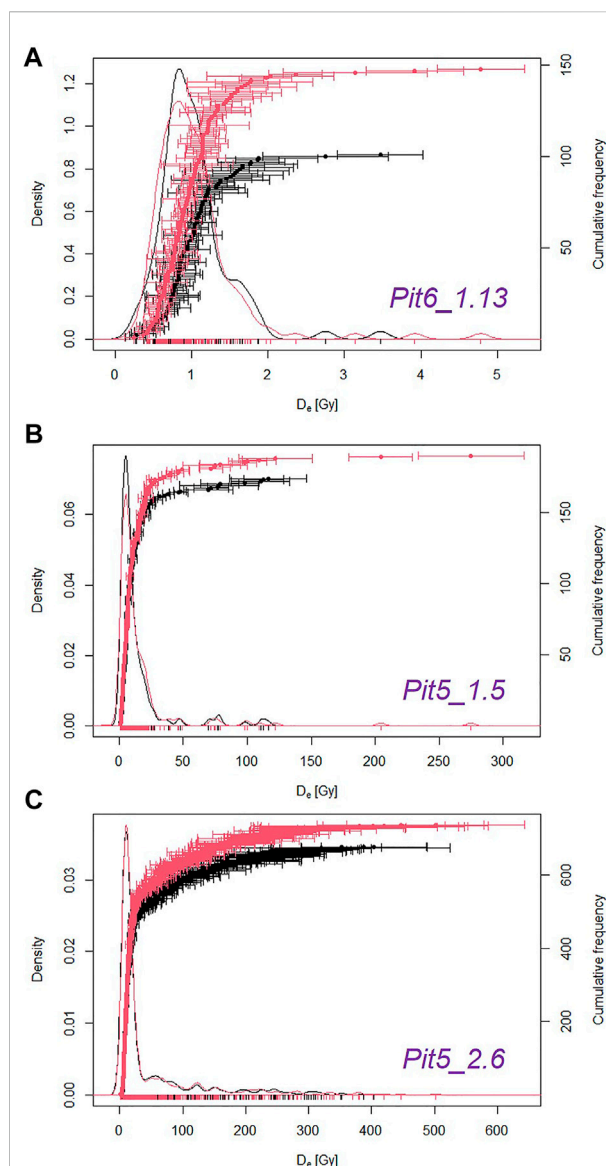 A
Density
0.0
0.2
0.4
0.6
0.8
1.0
1.2
Cumulative frequency
50
100
150
Pit6_1.13
0 1 2 3 4 5
De [Gy]
B
Density
0.00
0.02
0.04
0.06
Cumulative frequency
50
100
150
Pit5_1.5
0 50 100 150 200 250 300
De [Gy]
C
Density
0.00
0.01
0.02
0.03
Cumulative frequency
200
400
600
Pit5_2.6
0 100 200 300 400 500 600
De [Gy]